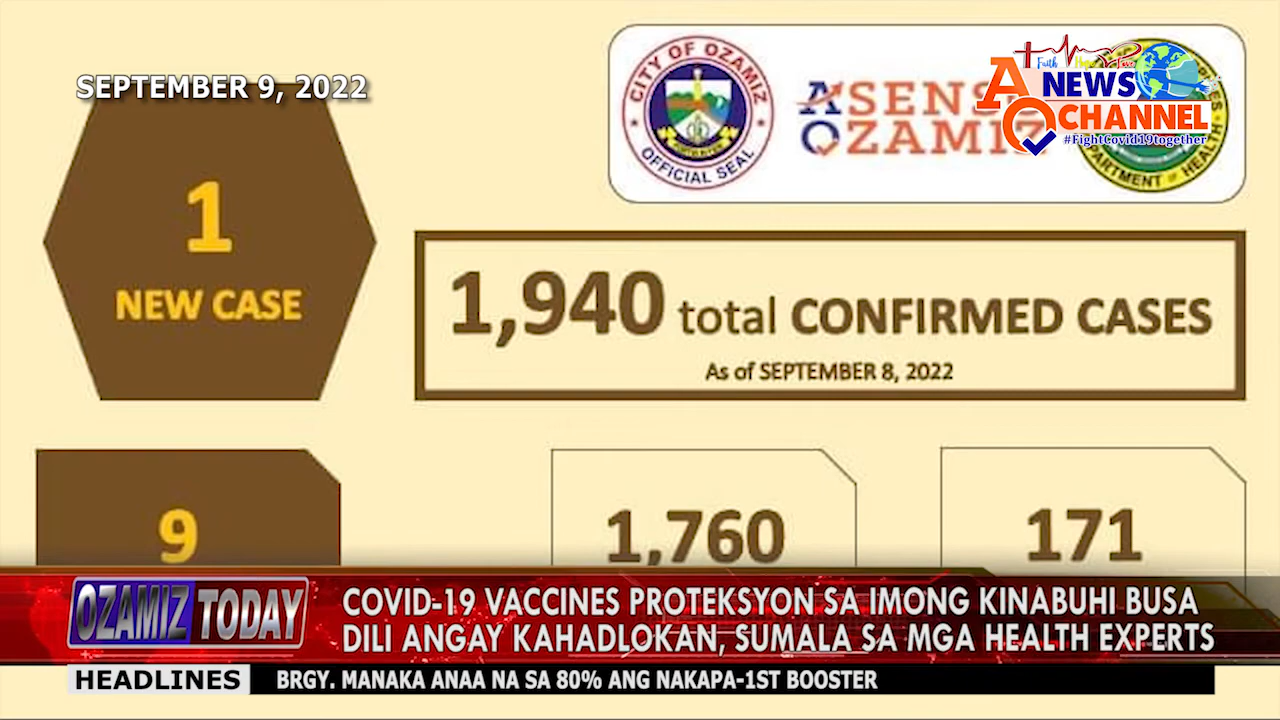 SEPTEMBER 9, 2022
CITY OF OZAMIZ
OFFICIAL SEAL
ASENS
OZAMIZ
Faith
A NEWS
Q CHANNEL
#FightCovid19together
1
NEW CASE
1,940 total CONFIRMED CASES
As of SEPTEMBER 8, 2022
9
1,760
171
OZAMIZ TODAY
COVID-19 VACCINES PROTEKSYON SA IMONG KINABUHI BUSA
DILI ANGAY KAHADLOKAN, SUMALA SA MGA HEALTH EXPERTS
HEADLINES
BRGY. MANAKA ANAA NA SA 80% ANG NAKAPA-1ST BOOSTER